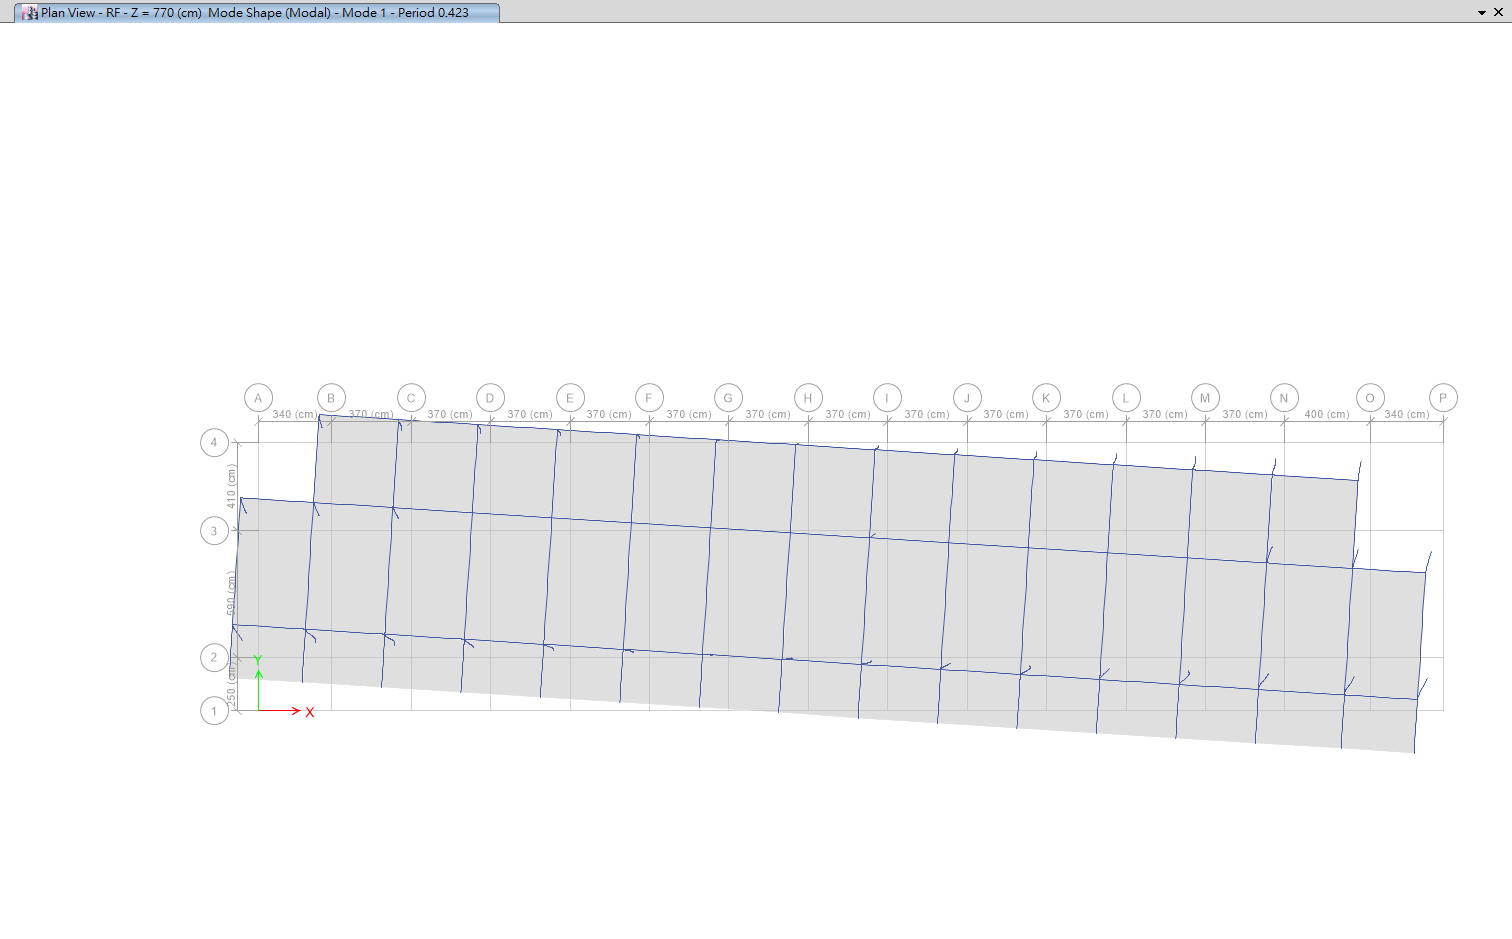 Plan View - RF - Z = 770 (cm)  Mode Shape (Modal) - Mode 1 - Period 0.423
A B C D E F G H I J K L M N O P
340 (cm) 370 (cm) 370 (cm) 370 (cm) 370 (cm) 370 (cm) 370 (cm) 370 (cm) 370 (cm) 370 (cm) 370 (cm) 370 (cm) 370 (cm) 400 (cm) 340 (cm)
4
410 (cm)
3
590 (cm)
2
Y
250 (cm)
1
X